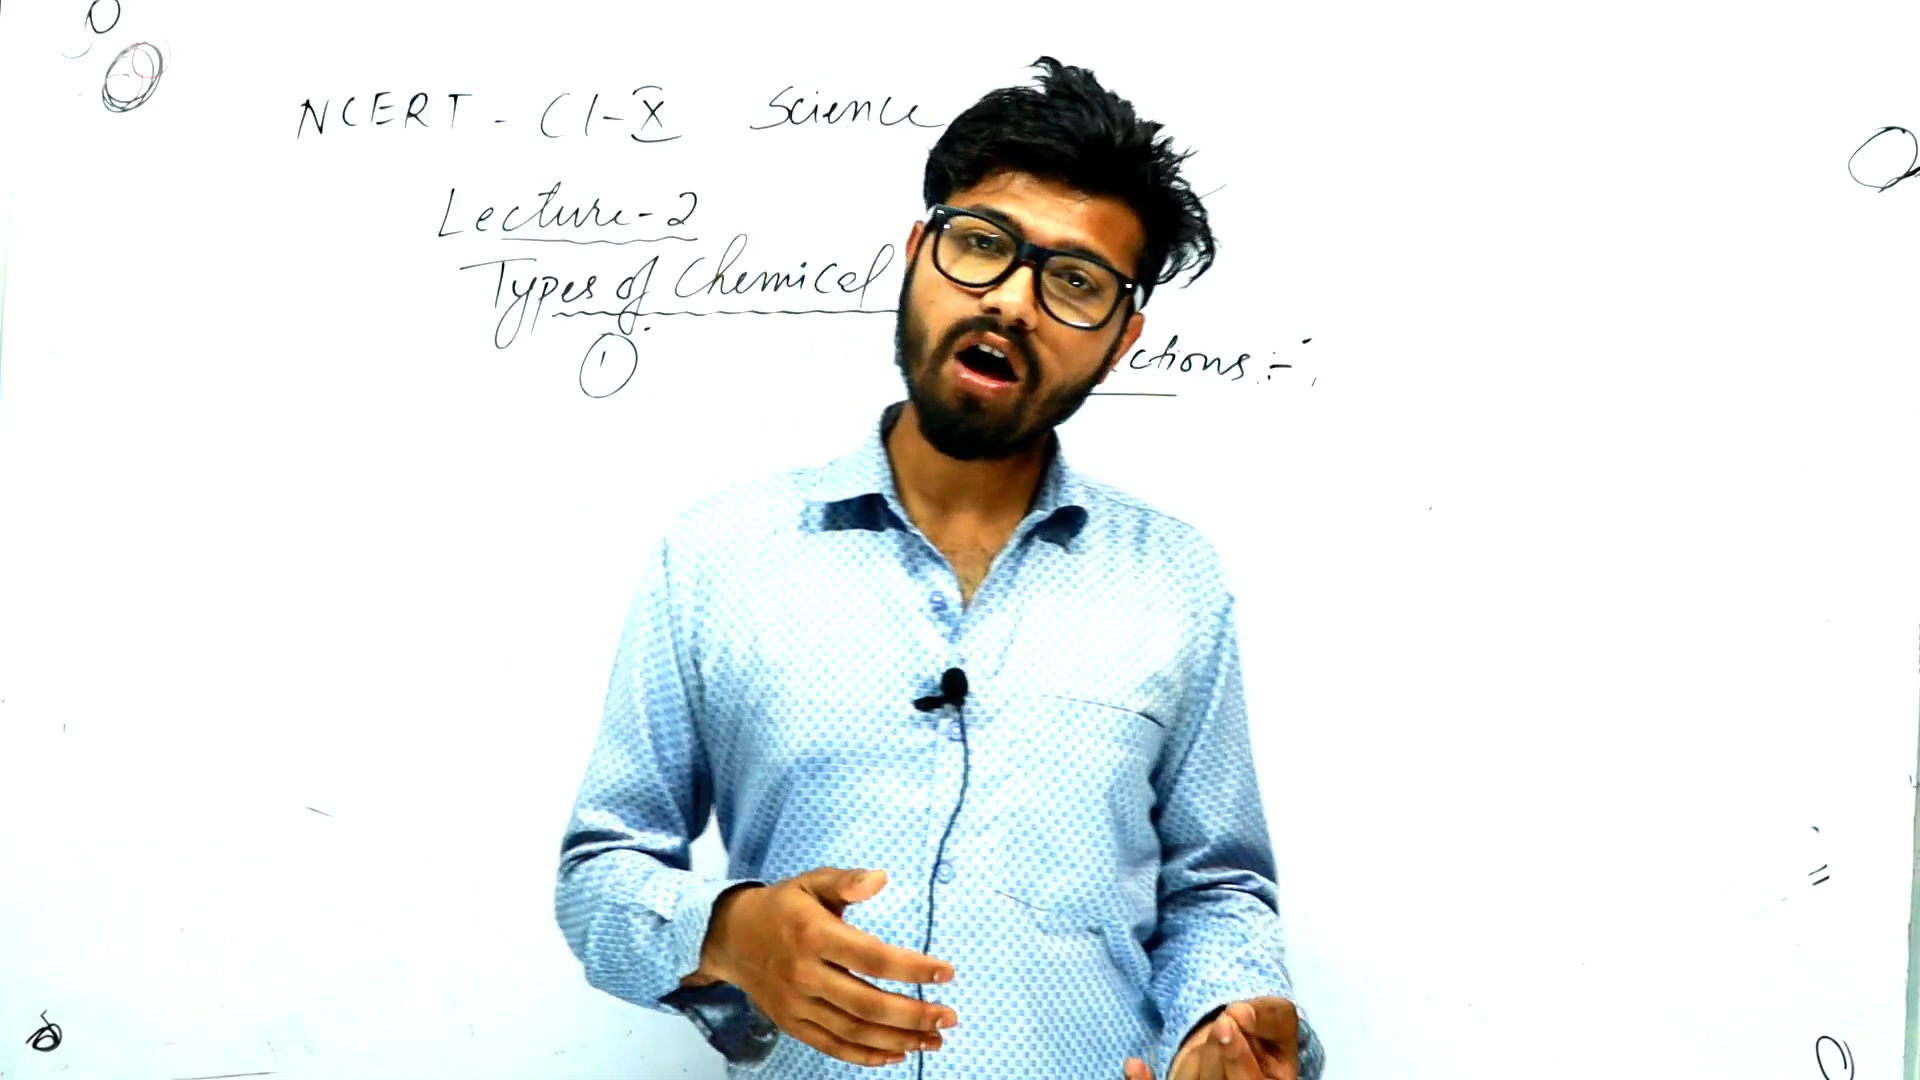 NCERT - Cl-X Science
Lecture-2
Types of Chemical
ctions :-
①